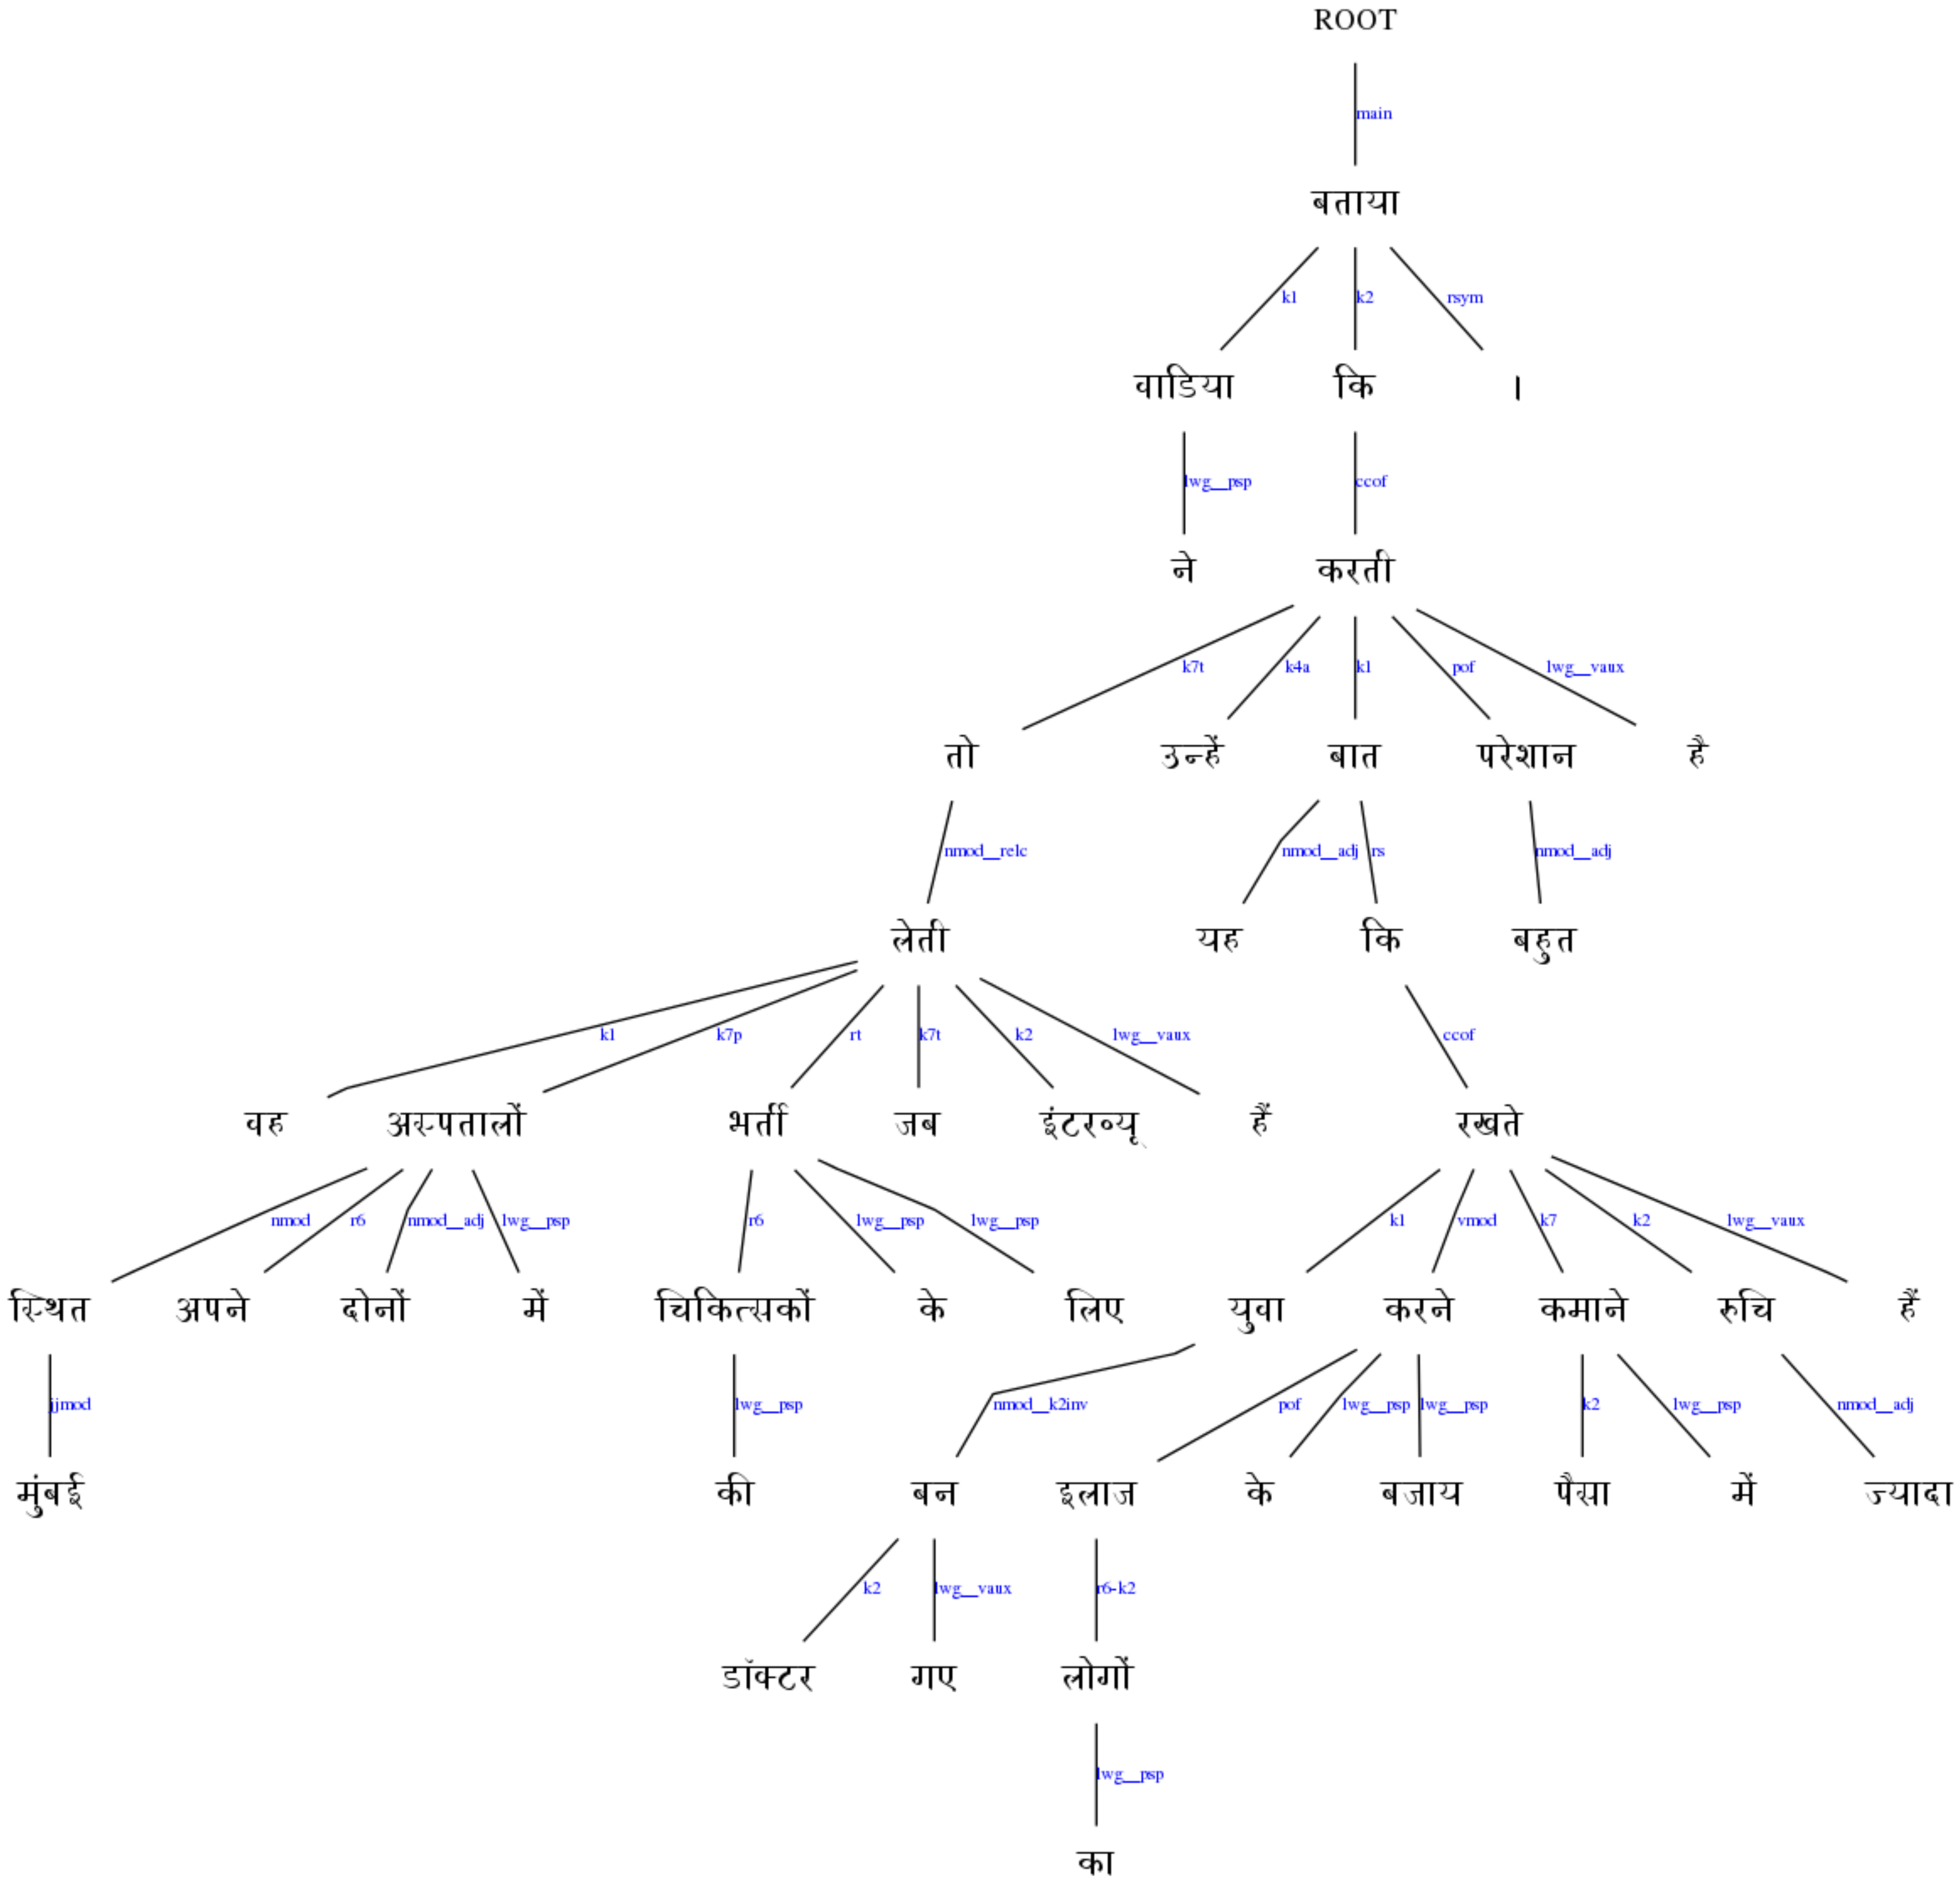 ROOT
main
बताया
k1 k2 rsym
वाडिया कि ।
lwg__psp ccof
ने करती
k7t k4a k1 pof lwg__vaux
तो उन्हें बात परेशान है
nmod__relc nmod__adj rs nmod__adj
लेती यह कि बहुत
k1 k7p rt k7t k2 lwg__vaux ccof
वह अस्पतालों भर्ती जब इंटरव्यू हैं रखते
nmod r6 nmod__adj lwg__psp r6 lwg__psp lwg__psp k1 vmod k7 k2 lwg__vaux
स्थित अपने दोनों में चिकित्सकों के लिए युवा करने कमाने रुचि हैं
jjmod lwg__psp nmod__k2inv pof lwg__psp lwg__psp k2 lwg__psp nmod__adj
मुंबई की बन इलाज के बजाय पैसा में ज्यादा
k2 lwg__vaux r6-k2
डॉक्टर गए लोगों
lwg__psp
का